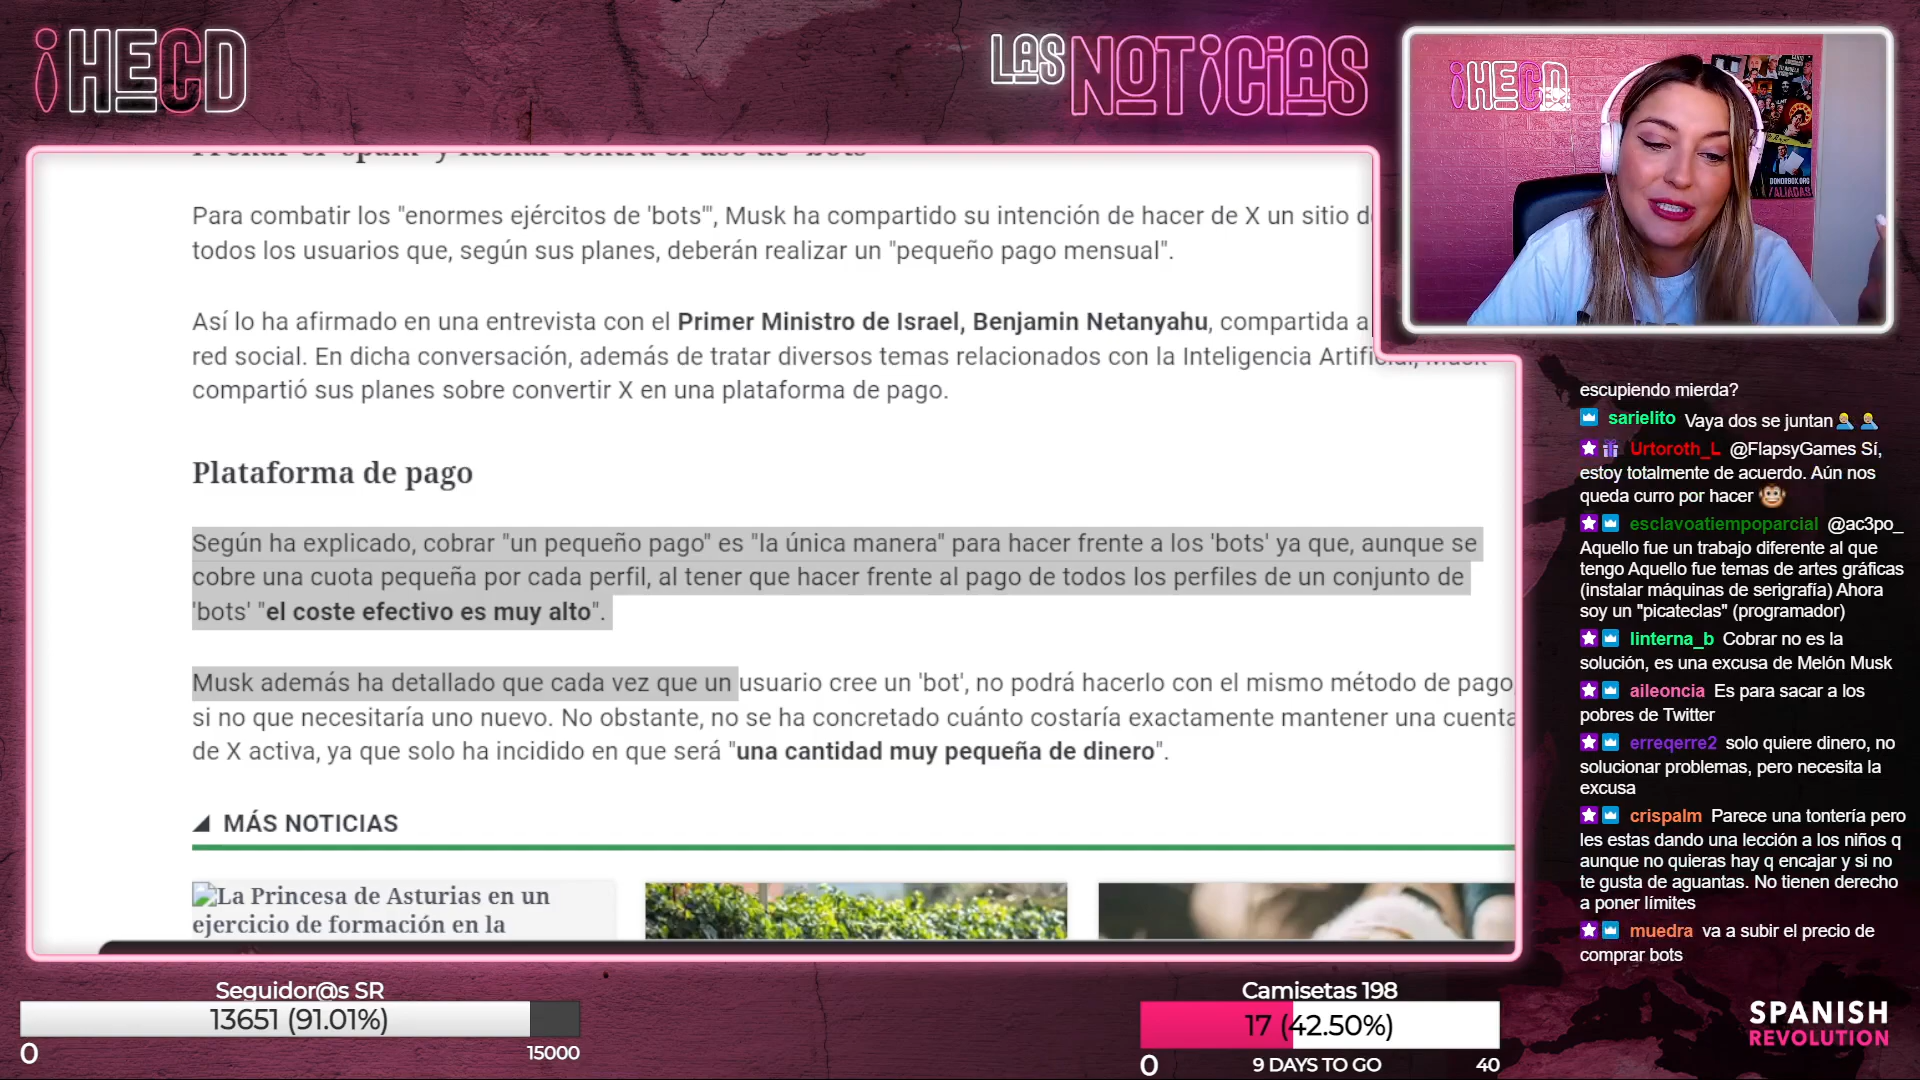 iHECD
LAS NOTICIAS
iHECD
DONORBOX.ORG
/ALIADAS
Frenar el 'spam' y luchar contra el uso de 'bots'
Para combatir los "enormes ejércitos de 'bots'", Musk ha compartido su intención de hacer de X un sitio d
todos los usuarios que, según sus planes, deberán realizar un "pequeño pago mensual".
Así lo ha afirmado en una entrevista con el Primer Ministro de Israel, Benjamin Netanyahu, compartida a
red social. En dicha conversación, además de tratar diversos temas relacionados con la Inteligencia Artificial, Musk
compartió sus planes sobre convertir X en una plataforma de pago.
Plataforma de pago
Según ha explicado, cobrar "un pequeño pago" es "la única manera" para hacer frente a los 'bots' ya que, aunque se
cobre una cuota pequeña por cada perfil, al tener que hacer frente al pago de todos los perfiles de un conjunto de
'bots' "el coste efectivo es muy alto".
Musk además ha detallado que cada vez que un usuario cree un 'bot', no podrá hacerlo con el mismo método de pago,
si no que necesitaría uno nuevo. No obstante, no se ha concretado cuánto costaría exactamente mantener una cuenta
de X activa, ya que solo ha incidido en que será "una cantidad muy pequeña de dinero".
MÁS NOTICIAS
La Princesa de Asturias en un
ejercicio de formación en la
escupiendo mierda?
sarielito Vaya dos se juntan
Urtoroth_L @FlapsyGames Sí,
estoy totalmente de acuerdo. Aún nos
queda curro por hacer
esclavoatiempoparcial @ac3po_
Aquello fue un trabajo diferente al que
tengo Aquello fue temas de artes gráficas
(instalar máquinas de serigrafía) Ahora
soy un "picateclas" (programador)
linterna_b Cobrar no es la
solución, es una excusa de Melón Musk
aileoncia Es para sacar a los
pobres de Twitter
erreqerre2 solo quiere dinero, no
solucionar problemas, pero necesita la
excusa
crispalm Parece una tontería pero
les estas dando una lección a los niños q
aunque no quieras hay q encajar y si no
te gusta de aguantas. No tienen derecho
a poner límites
muedra va a subir el precio de
comprar bots
Seguidor@s SR
13651 (91.01%)
0 15000
Camisetas 198
17 (42.50%)
0 9 DAYS TO GO 40
SPANISH
REVOLUTION